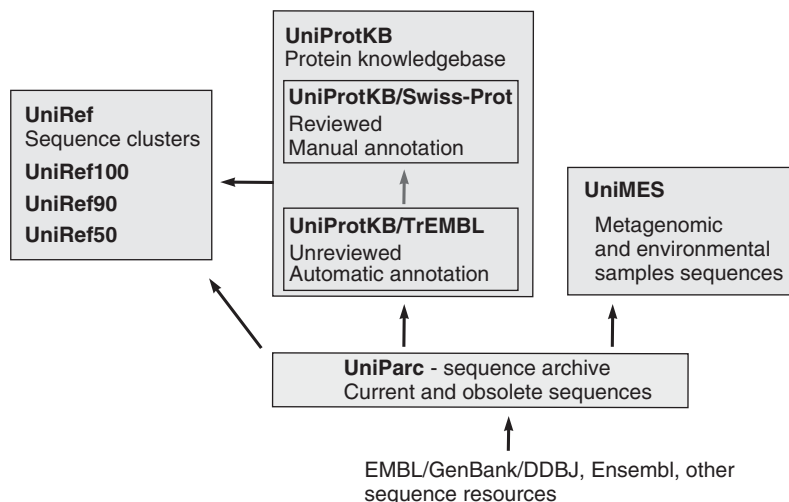 UniProtKB
Protein knowledgebase
UniProtKB/Swiss-Prot
Reviewed
Manual annotation
UniProtKB/TrEMBL
Unreviewed
Automatic annotation
UniRef
Sequence clusters
UniRef100
UniRef90
UniRef50
UniMES
Metagenomic
and environmental
samples sequences
UniParc - sequence archive
Current and obsolete sequences
EMBL/GenBank/DDBJ, Ensembl, other
sequence resources